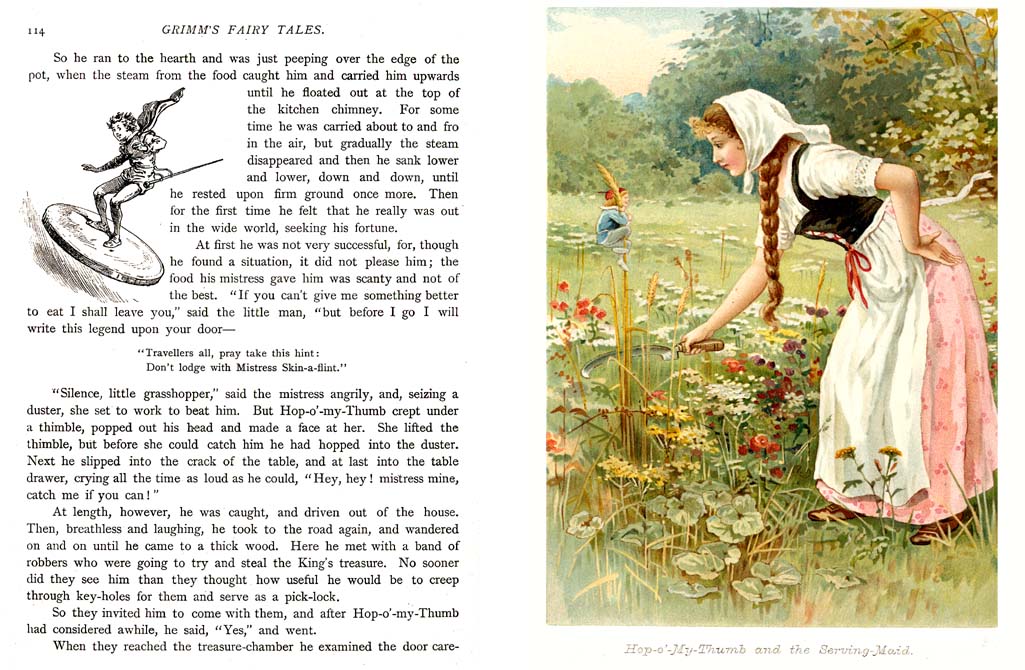 114
GRIMM'S FAIRY TALES.
So he ran to the hearth and was just peeping over the edge of the
pot, when the steam from the food caught him and carried him upwards
until he floated out at the top of
the kitchen chimney. For some
time he was carried about to and fro
in the air, but gradually the steam
disappeared and then he sank lower
and lower, down and down, until
he rested upon firm ground once more. Then
for the first time he felt that he really was out
in the wide world, seeking his fortune.
At first he was not very successful, for, though
he found a situation, it did not please him; the
food his mistress gave him was scanty and not of
the best. "If you can't give me something better
to eat I shall leave you," said the little man, "but before I go I will
write this legend upon your door—
"Travellers all, pray take this hint:
Don't lodge with Mistress Skin-a-flint."
"Silence, little grasshopper," said the mistress angrily, and, seizing a
duster, she set to work to beat him. But Hop-o'-my-Thumb crept under
a thimble, popped out his head and made a face at her. She lifted the
thimble, but before she could catch him he had hopped into the duster.
Next he slipped into the crack of the table, and at last into the table
drawer, crying all the time as loud as he could, "Hey, hey! mistress mine,
catch me if you can!"
At length, however, he was caught, and driven out of the house.
Then, breathless and laughing, he took to the road again, and wandered
on and on until he came to a thick wood. Here he met with a band of
robbers who were going to try and steal the King's treasure. No sooner
did they see him than they thought how useful he would be to creep
through key-holes for them and serve as a pick-lock.
So they invited him to come with them, and after Hop-o'-my-Thumb
had considered awhile, he said, "Yes," and went.
When they reached the treasure-chamber he examined the door care-
Hop-o'-My-Thumb and the Serving-Maid.